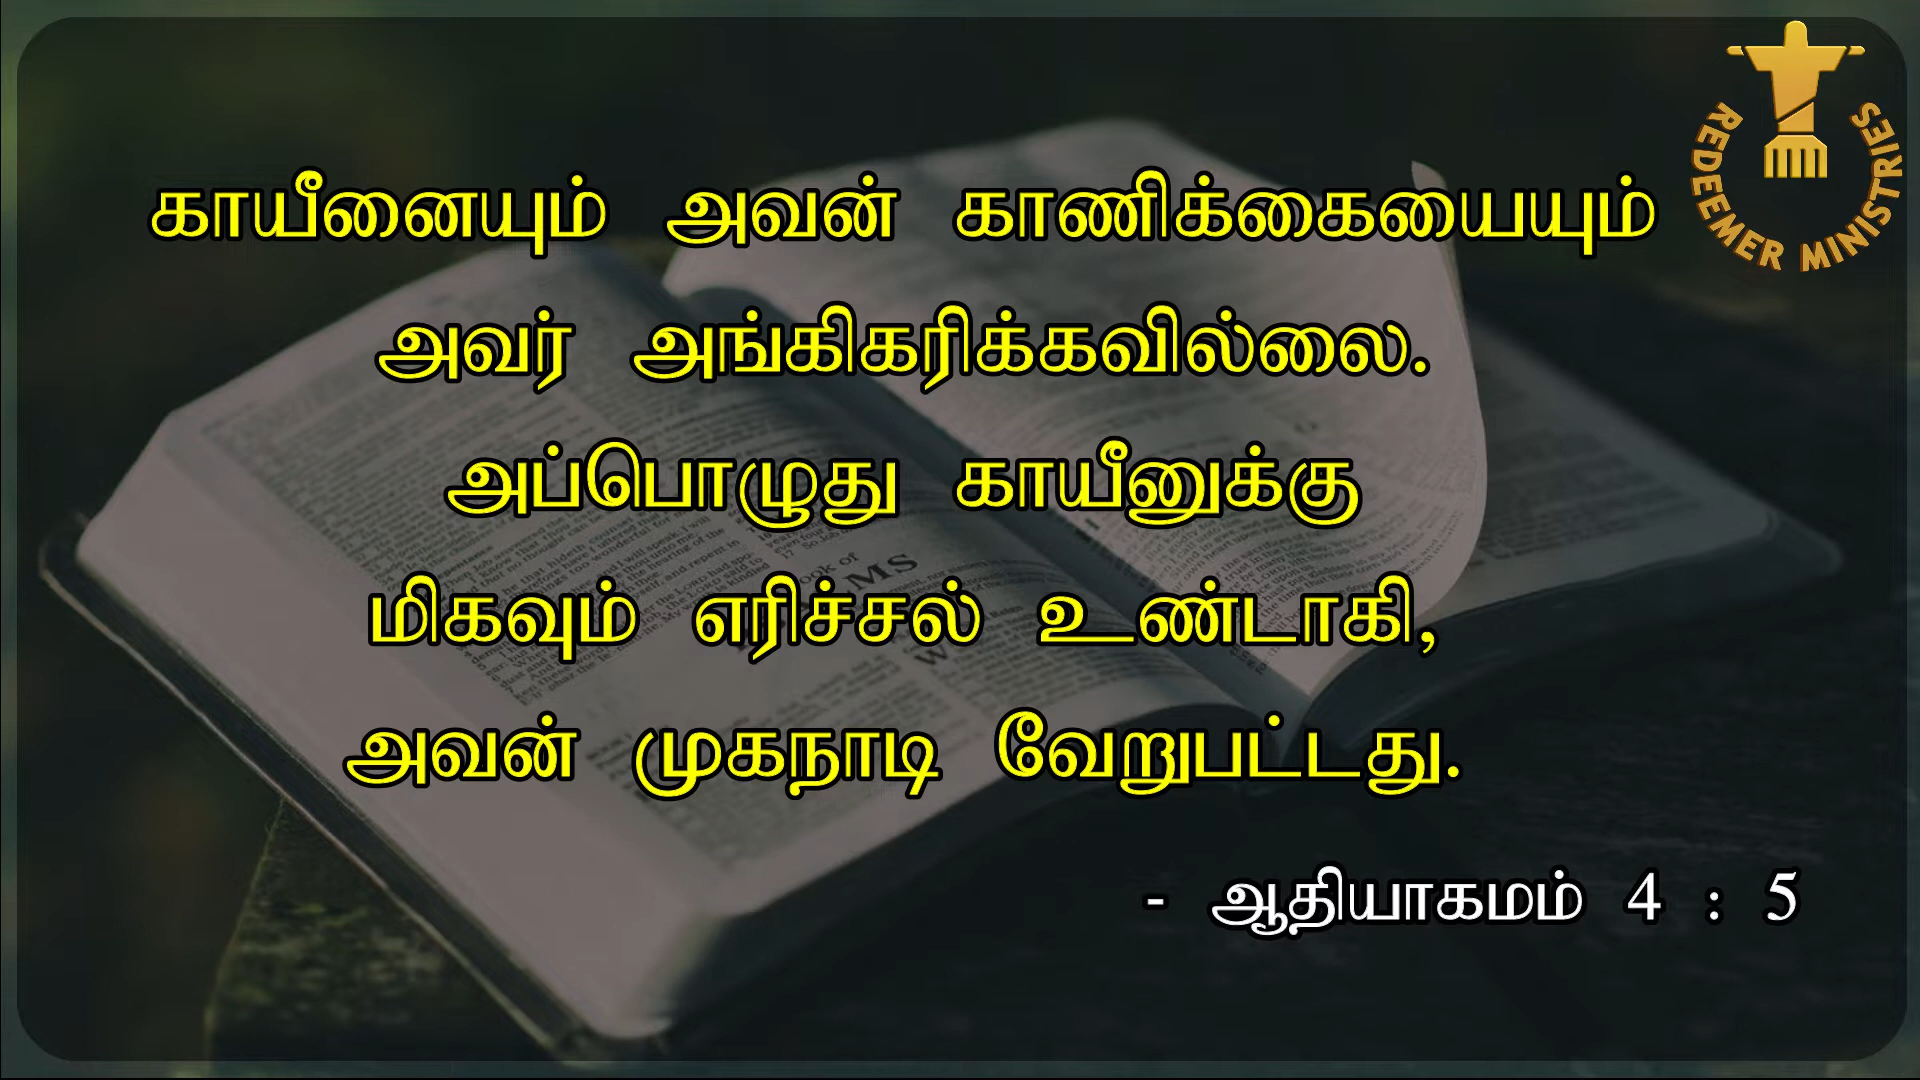 காயீனையும் அவன் காணிக்கையையும்
அவர் அங்கிகரிக்கவில்லை.
அப்பொழுது காயீனுக்கு
மிகவும் எரிச்சல் உண்டாகி,
அவன் முகநாடி வேறுபட்டது.
- ஆதியாகமம் 4 : 5
REDEEMER MINISTRIES